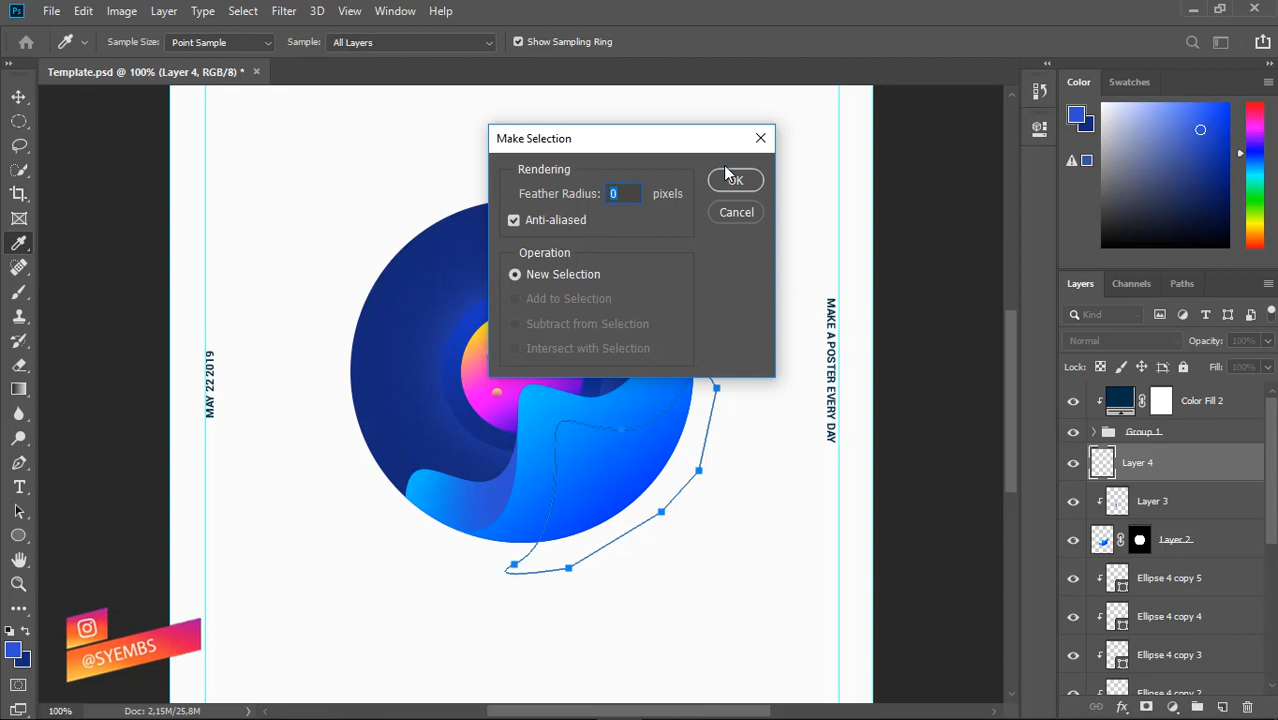 Ps File Edit Image Layer Type Select Filter 3D View Window Help
Sample Size: Point Sample Sample: All Layers Show Sampling Ring
Template.psd @ 100% (Layer 4, RGB/8) *
Color Swatches
Make Selection
Rendering
Feather Radius: 0 pixels
Anti-aliased
OK
Cancel
Operation
New Selection
Add to Selection
Subtract from Selection
Intersect with Selection
MAY 22 2019
MAKE A POSTER EVERY DAY
@SYEMBS
Layers Channels Paths
Kind
Normal Opacity: 100%
Lock: Fill: 100%
Color Fill 2
Group 1
Layer 4
Layer 3
Layer 2
Ellipse 4 copy 5
Ellipse 4 copy 4
Ellipse 4 copy 3
Ellipse 4 copy 2
100% Doc: 2,15M/25,8M